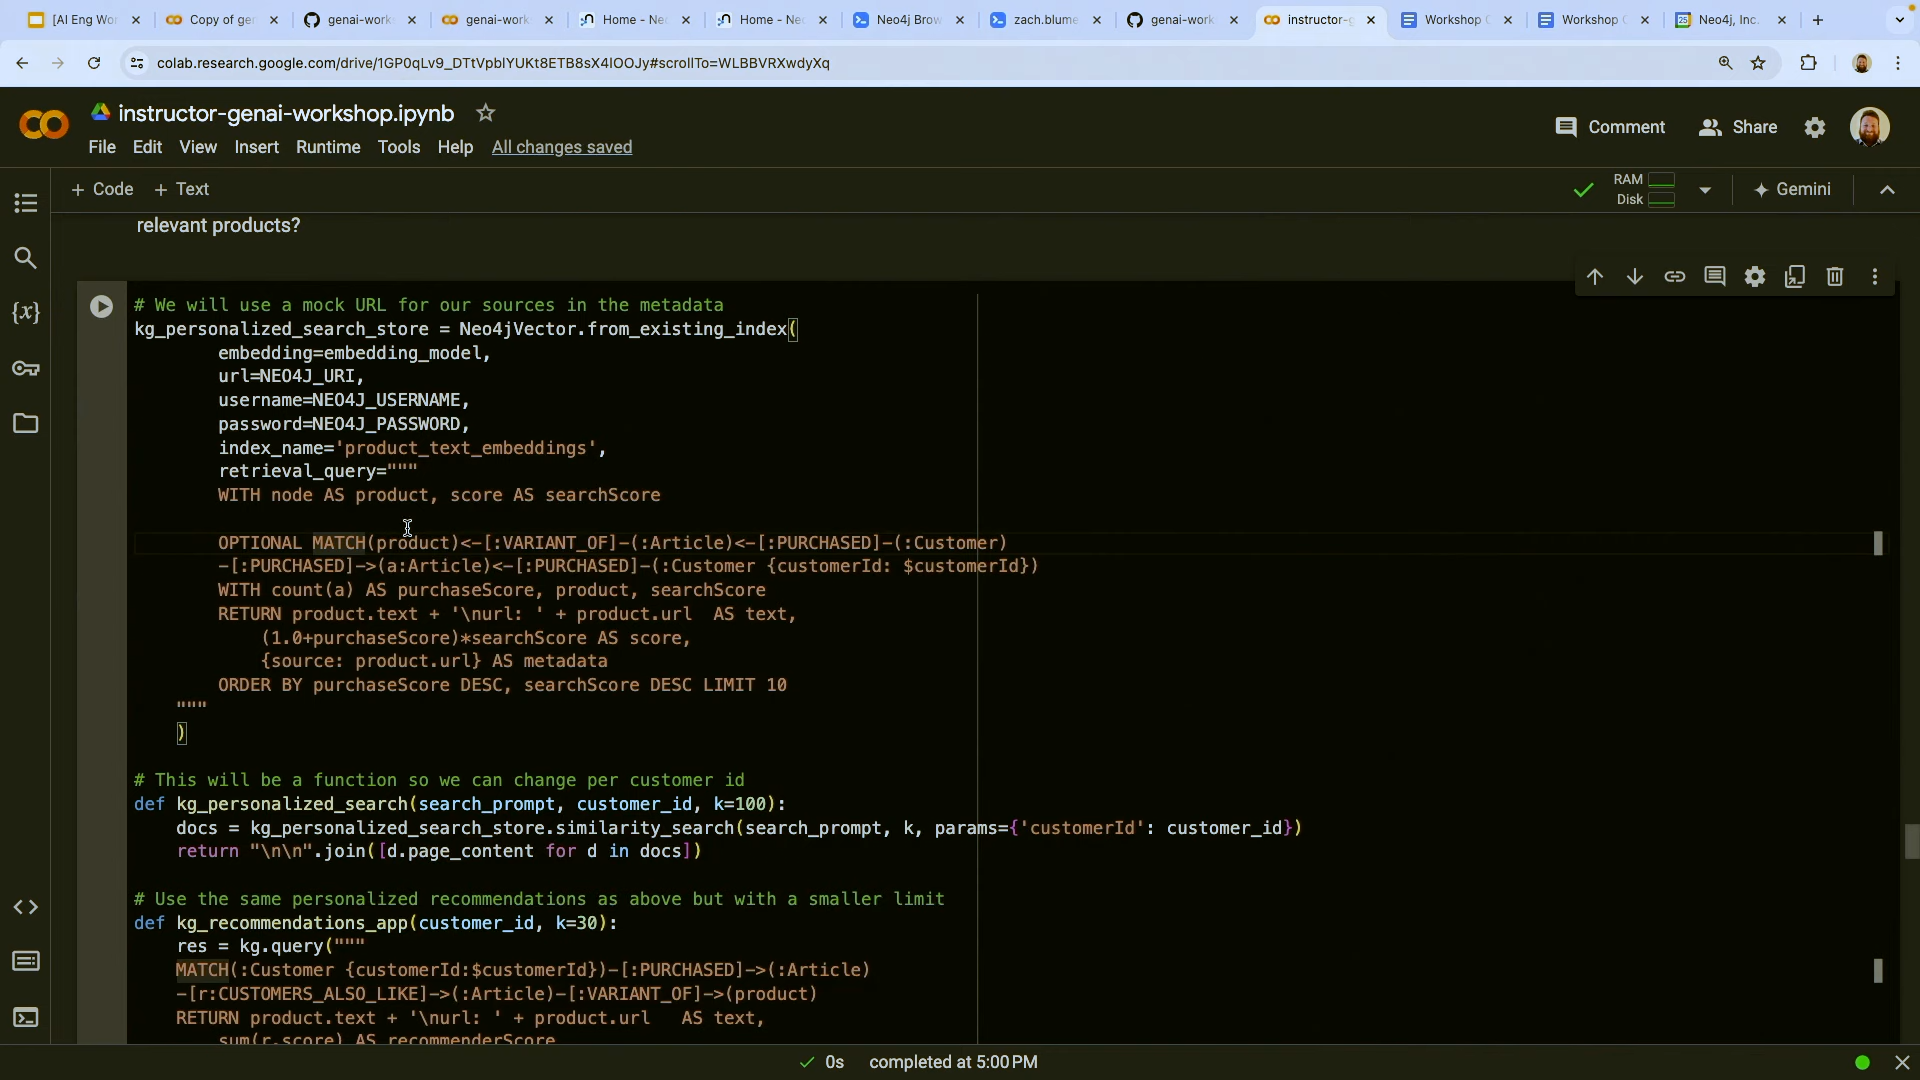 [AI Eng Wo
Copy of ge
genai-work
genai-work
Home - Ne
Home - Ne
Neo4j Brow
zach.blume
genai-work
instructor-g
Workshop
Workshop
Neo4j, Inc.
colab.research.google.com/drive/1GP0qLv9_DTtVpblYUKt8ETB8sX4IOOJy#scrollTo=WLBBVRXwdyXq
instructor-genai-workshop.ipynb
Comment Share
File Edit View Insert Runtime Tools Help All changes saved
+ Code + Text
RAM
Disk
Gemini
relevant products?
# We will use a mock URL for our sources in the metadata
kg_personalized_search_store = Neo4jVector.from_existing_index(
embedding=embedding_model,
url=NEO4J_URI,
username=NEO4J_USERNAME,
password=NEO4J_PASSWORD,
index_name='product_text_embeddings',
retrieval_query="""
WITH node AS product, score AS searchScore
OPTIONAL MATCH(product)<-[:VARIANT_OF]-(:Article)<-[:PURCHASED]-(:Customer)
-[:PURCHASED]->(a:Article)<-[:PURCHASED]-(:Customer {customerId: $customerId})
WITH count(a) AS purchaseScore, product, searchScore
RETURN product.text + '\nurl: ' + product.url  AS text,
(1.0+purchaseScore)*searchScore AS score,
{source: product.url} AS metadata
ORDER BY purchaseScore DESC, searchScore DESC LIMIT 10
"""
)
# This will be a function so we can change per customer id
def kg_personalized_search(search_prompt, customer_id, k=100):
docs = kg_personalized_search_store.similarity_search(search_prompt, k, params={'customerId': customer_id})
return "\n\n".join([d.page_content for d in docs])
# Use the same personalized recommendations as above but with a smaller limit
def kg_recommendations_app(customer_id, k=30):
res = kg.query("""
MATCH(:Customer {customerId:$customerId})-[:PURCHASED]->(:Article)
-[r:CUSTOMERS_ALSO_LIKE]->(:Article)-[:VARIANT_OF]->(product)
RETURN product.text + '\nurl: ' + product.url   AS text,
sum(r.score) AS recommenderScore
0s completed at 5:00 PM